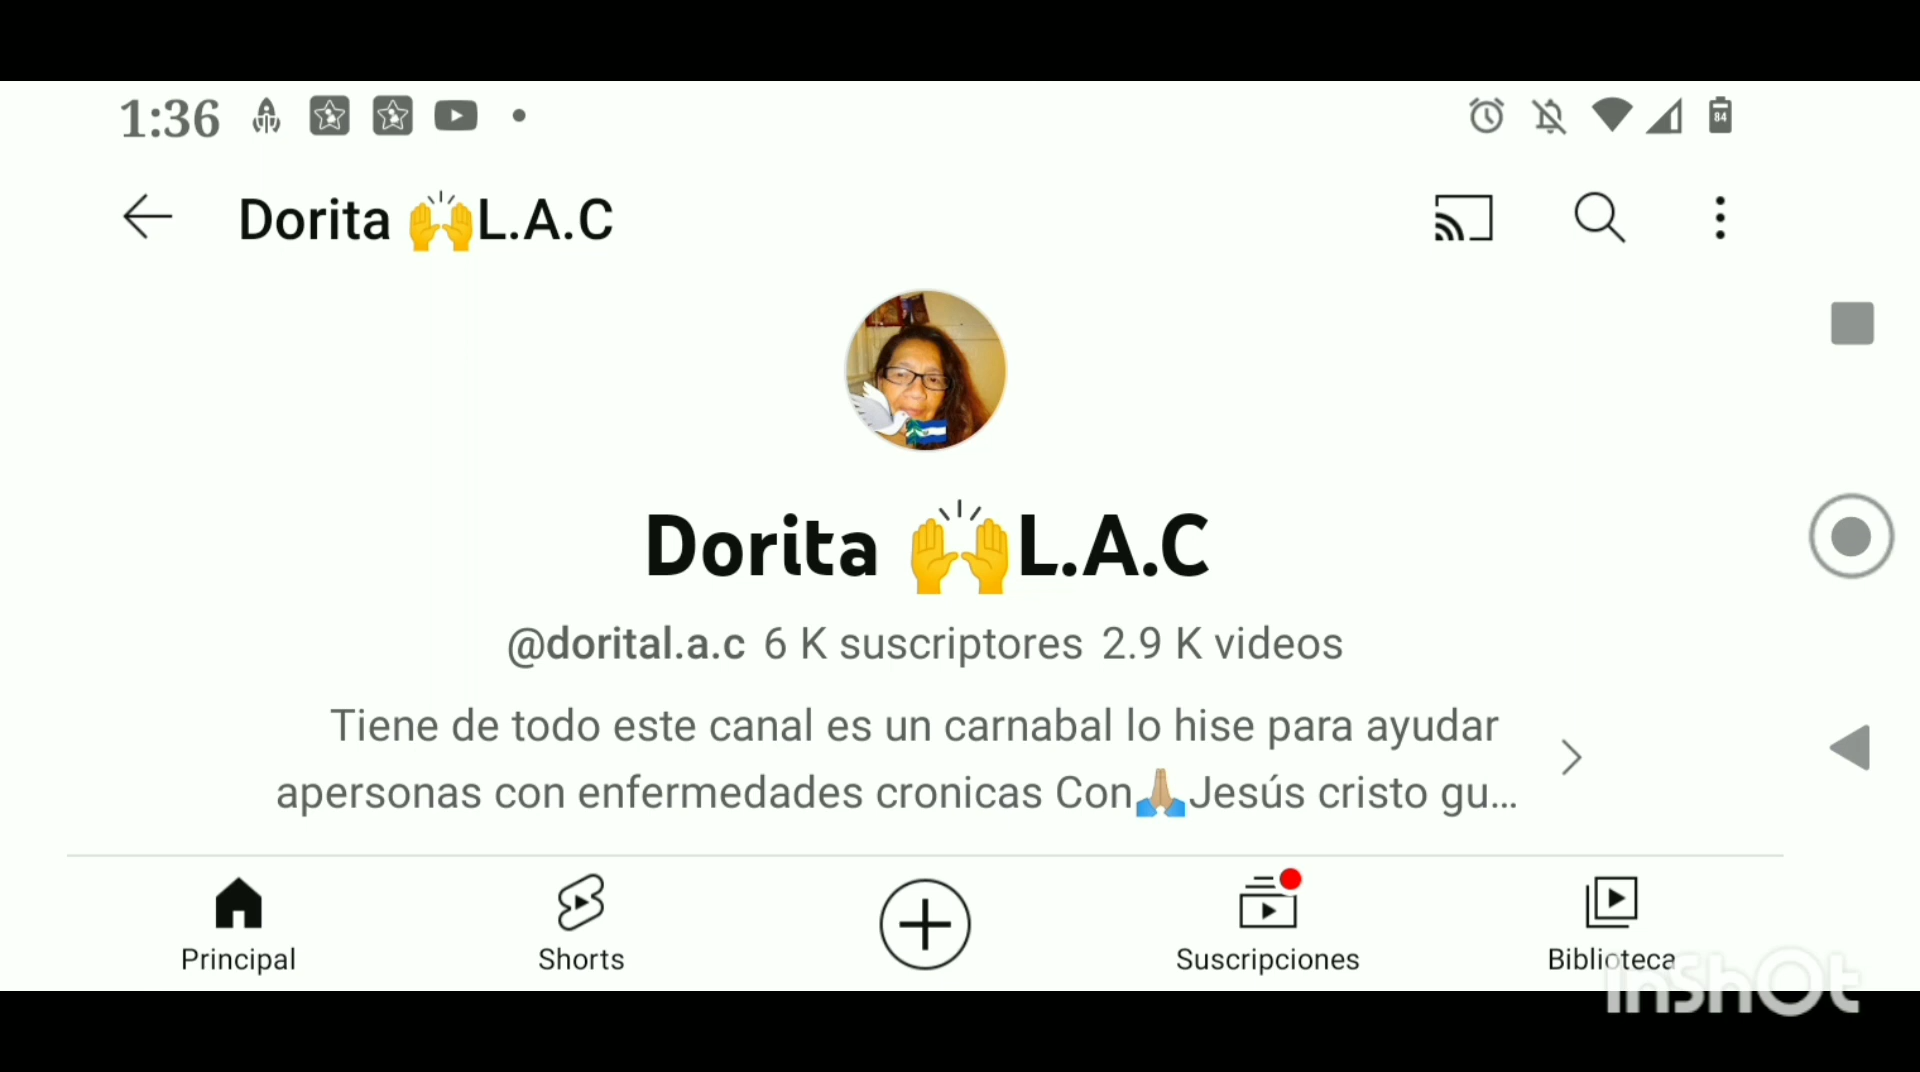 1:36
84
Dorita 🙌L.A.C
Dorita 🙌L.A.C
@dorital.a.c 6 K suscriptores 2.9 K videos
Tiene de todo este canal es un carnabal lo hise para ayudar
apersonas con enfermedades cronicas Con🙏🏼Jesús cristo gu...
Principal
Shorts
Suscripciones
Biblioteca
InShOt